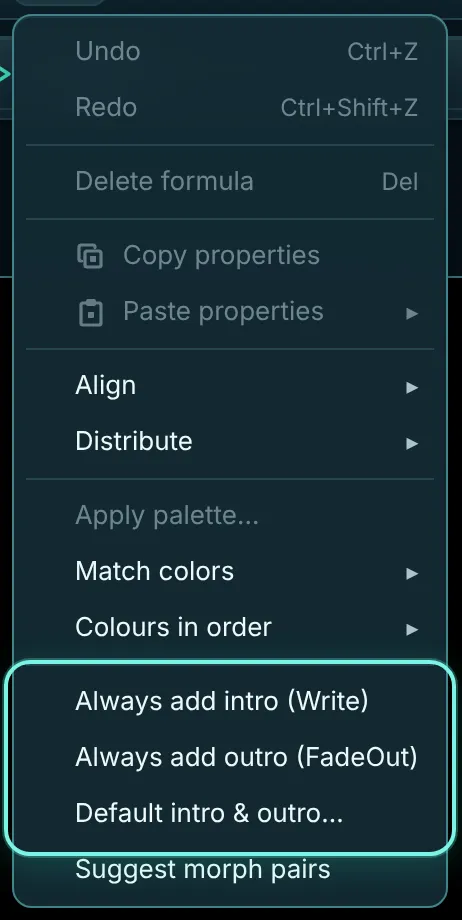 Undo Ctrl+Z
Redo Ctrl+Shift+Z
Delete formula Del
Copy properties
Paste properties
Align
Distribute
Apply palette...
Match colors
Colours in order
Always add intro (Write)
Always add outro (FadeOut)
Default intro & outro...
Suggest morph pairs